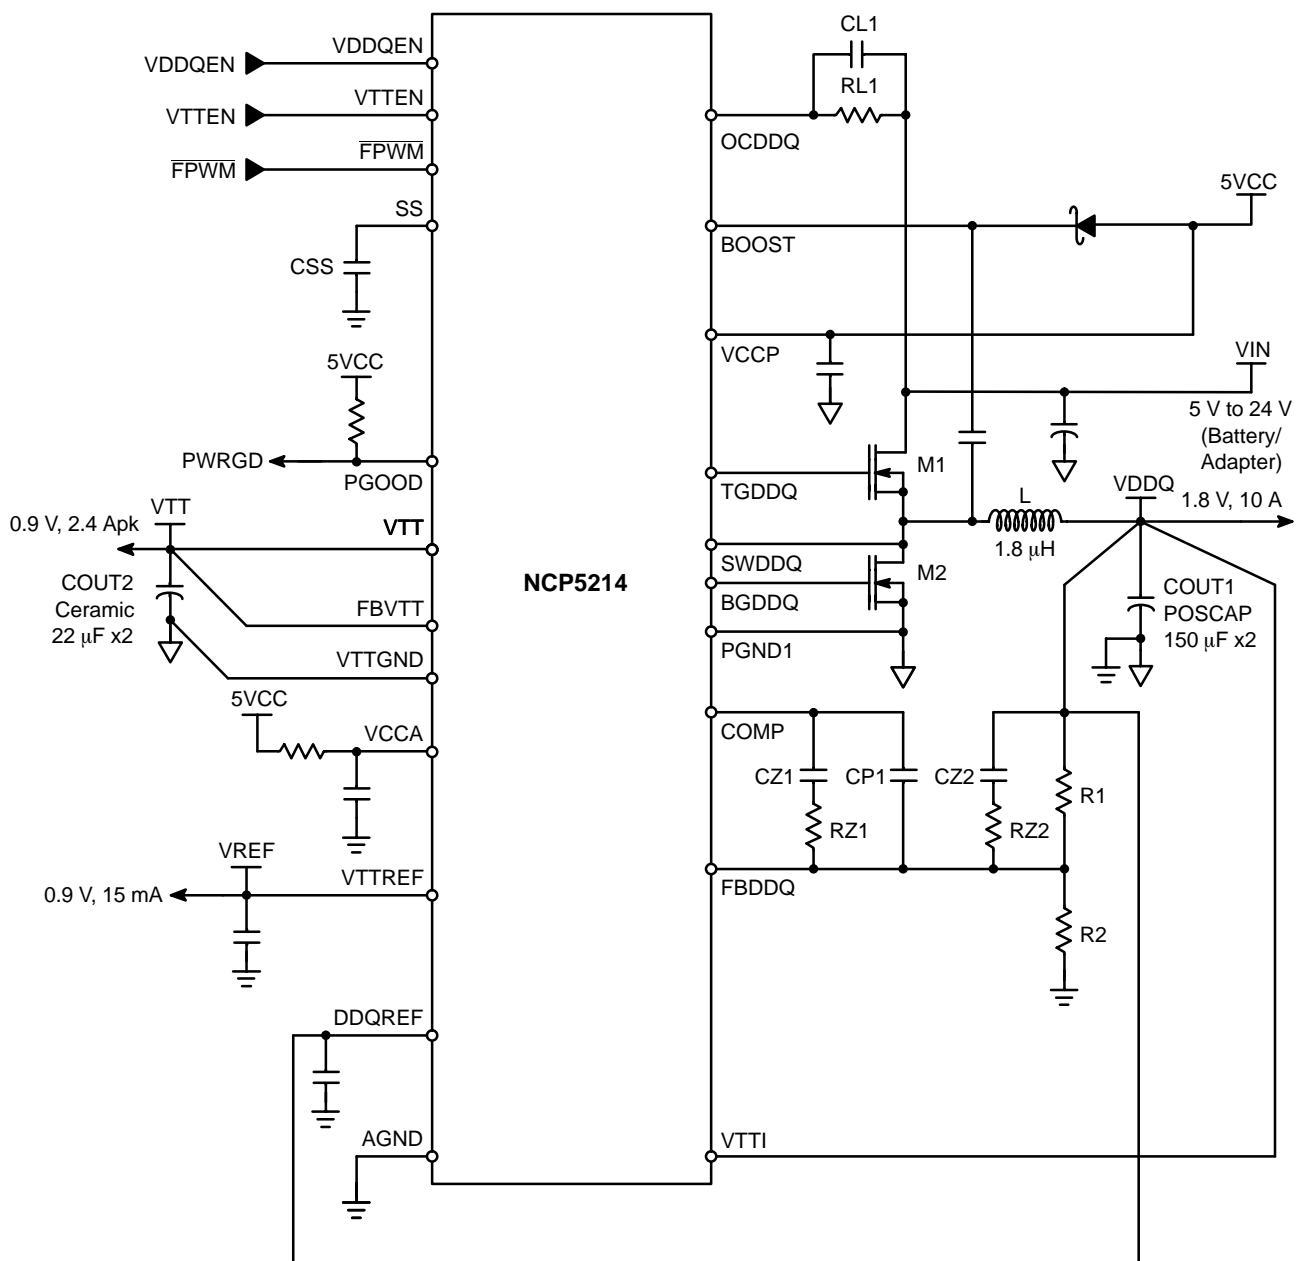 VDDQEN
VDDQEN
VTTEN
VTTEN
FPWM
FPWM
SS
CSS
5VCC
PWRGD
PGOOD
VTT
0.9 V, 2.4 Apk
VTT
COUT2
Ceramic
22 μF x2
FBVTT
VTTGND
5VCC
VCCA
VREF
0.9 V, 15 mA
VTTREF
DDQREF
AGND
NCP5214
CL1
RL1
OCDDQ
5VCC
BOOST
VCCP
VIN
5 V to 24 V
(Battery/
Adapter)
M1
TGDDQ
VDDQ
1.8 V, 10 A
L
1.8 μH
SWDDQ
M2
BGDDQ
COUT1
POSCAP
150 μF x2
PGND1
COMP
CZ1
CP1
CZ2
R1
RZ1
RZ2
FBDDQ
R2
VTTI